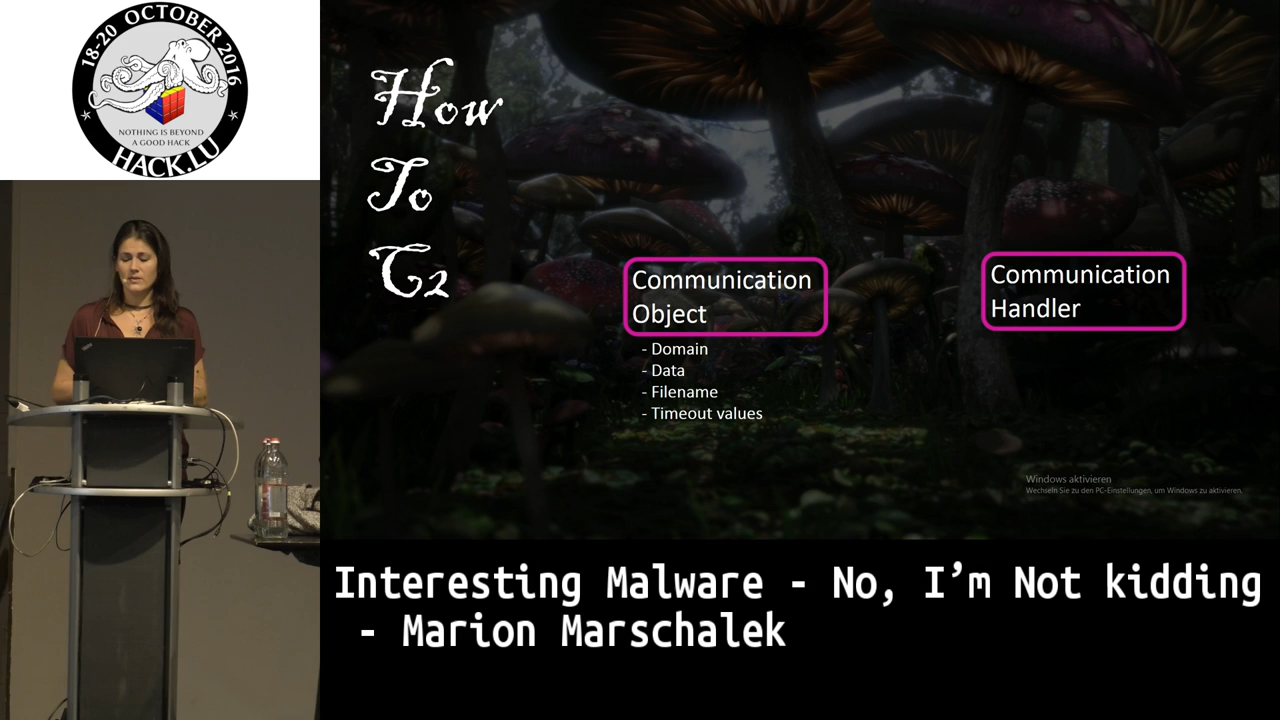 18-20 OCTOBER 2016
NOTHING IS BEYOND
A GOOD HACK
HACK.LU
How
To
C2
Communication
Object
- Domain
- Data
- Filename
- Timeout values
Communication
Handler
Windows aktivieren
Wechseln Sie zu den PC-Einstellungen, um Windows zu aktivieren.
Interesting Malware - No, I’m Not kidding
- Marion Marschalek